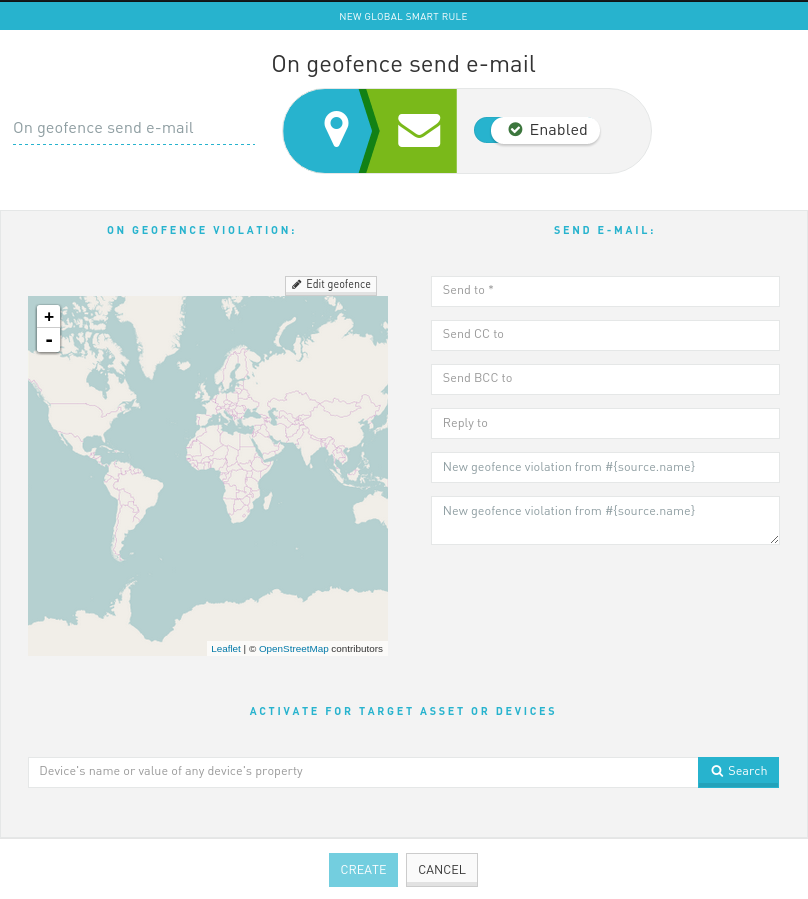 NEW GLOBAL SMART RULE
On geofence send e-mail
On geofence send e-mail
Enabled
ON GEOFENCE VIOLATION:
Edit geofence
+
-
Leaflet | © OpenStreetMap contributors
SEND E-MAIL:
Send to *
Send CC to
Send BCC to
Reply to
New geofence violation from #{source.name}
New geofence violation from #{source.name}
ACTIVATE FOR TARGET ASSET OR DEVICES
Device's name or value of any device's property
Search
CREATE
CANCEL